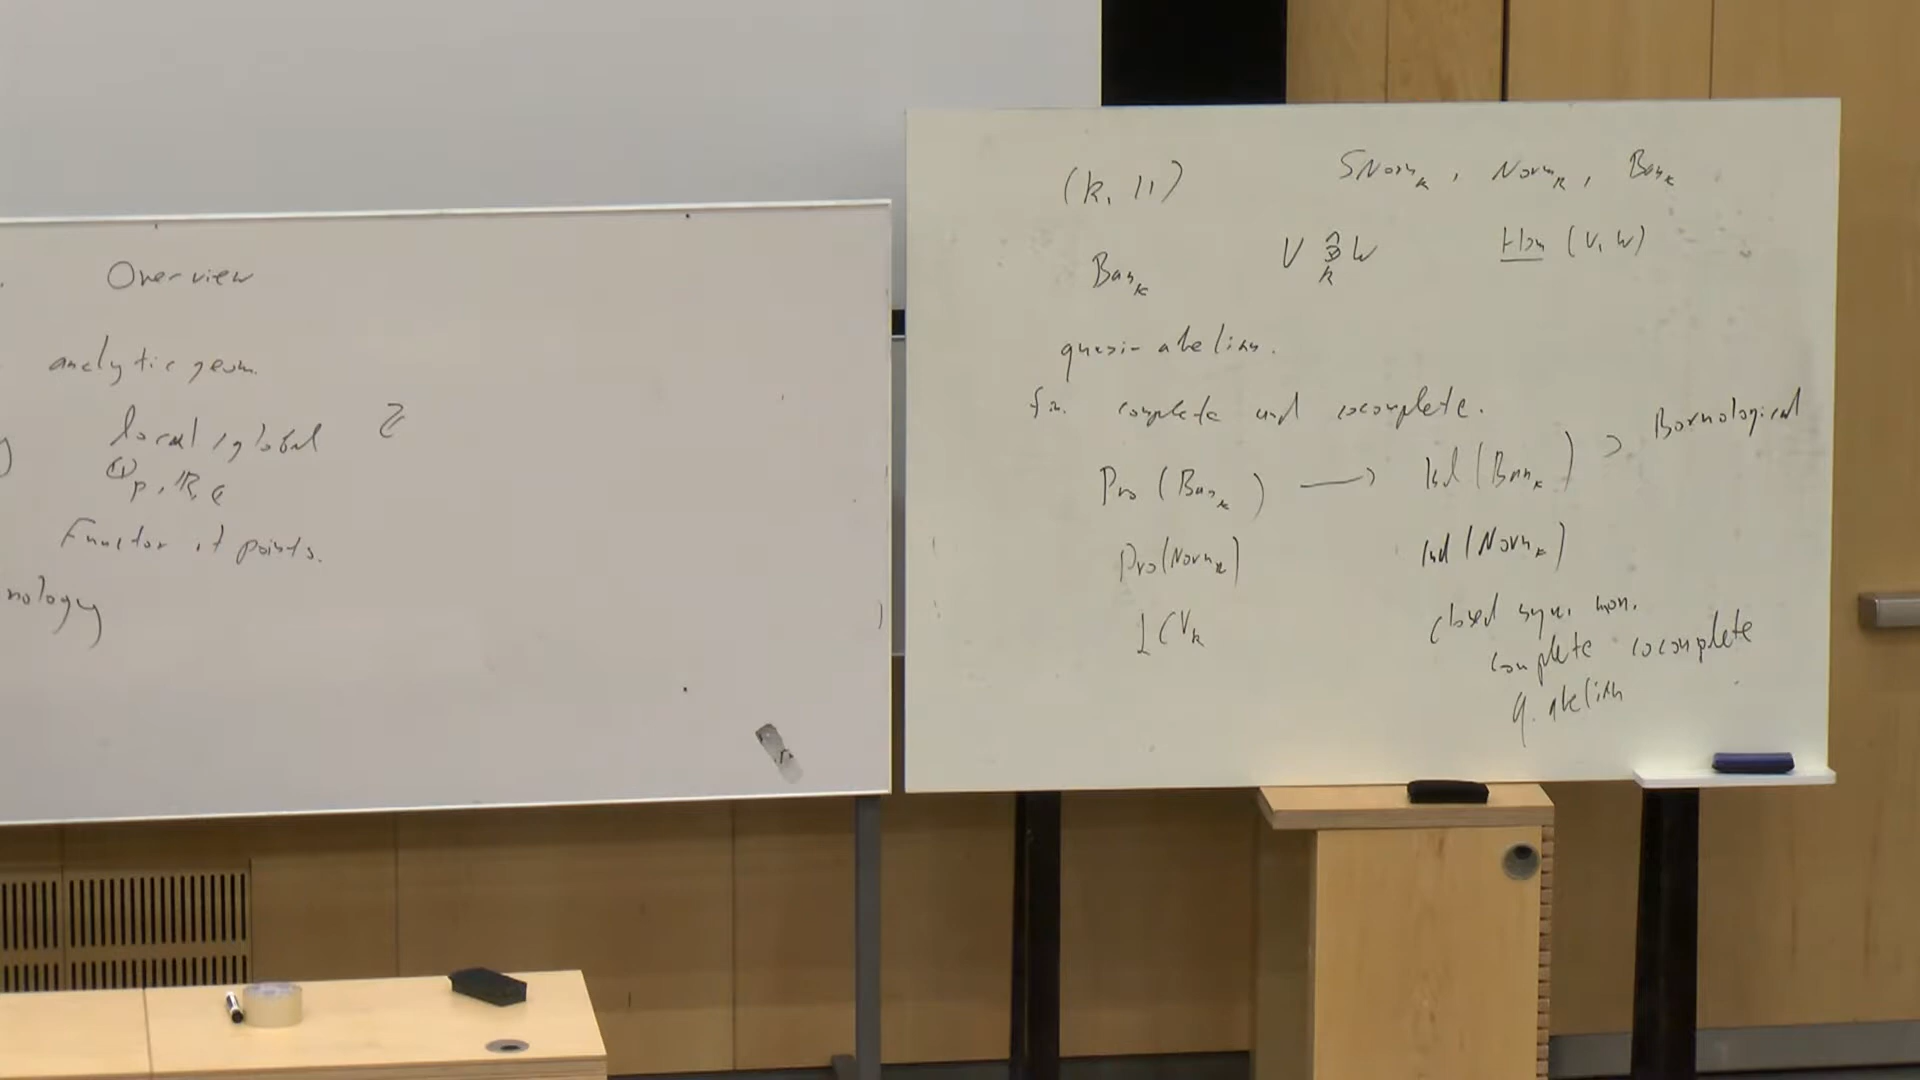 Overview
analytic geom.
local / global ℤ
ℚp, ℝ, ℂ
Functor of points.
nology
(k, | |) SNorm_k, Norm_k, Ban_k
Ban_k V ⊗̂_k W Hom (V, W)
quasi-abelian.
fin. complete and cocomplete.
Pro (Ban_k) → Ind (Ban_k) ⊃ Bornological
Pro (Norm_k) Ind (Norm_k)
LCV_k closed sym. mon.
complete cocomplete
q. abelian